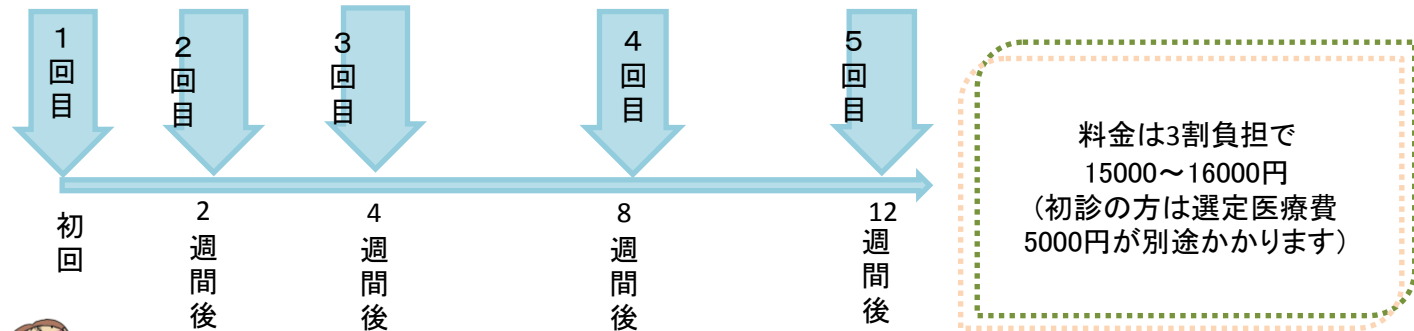 1回目
2回目
3回目
4回目
5回目
初回
2週間後
4週間後
8週間後
12週間後
料金は3割負担で
15000～16000円
(初診の方は選定医療費
5000円が別途かかります)